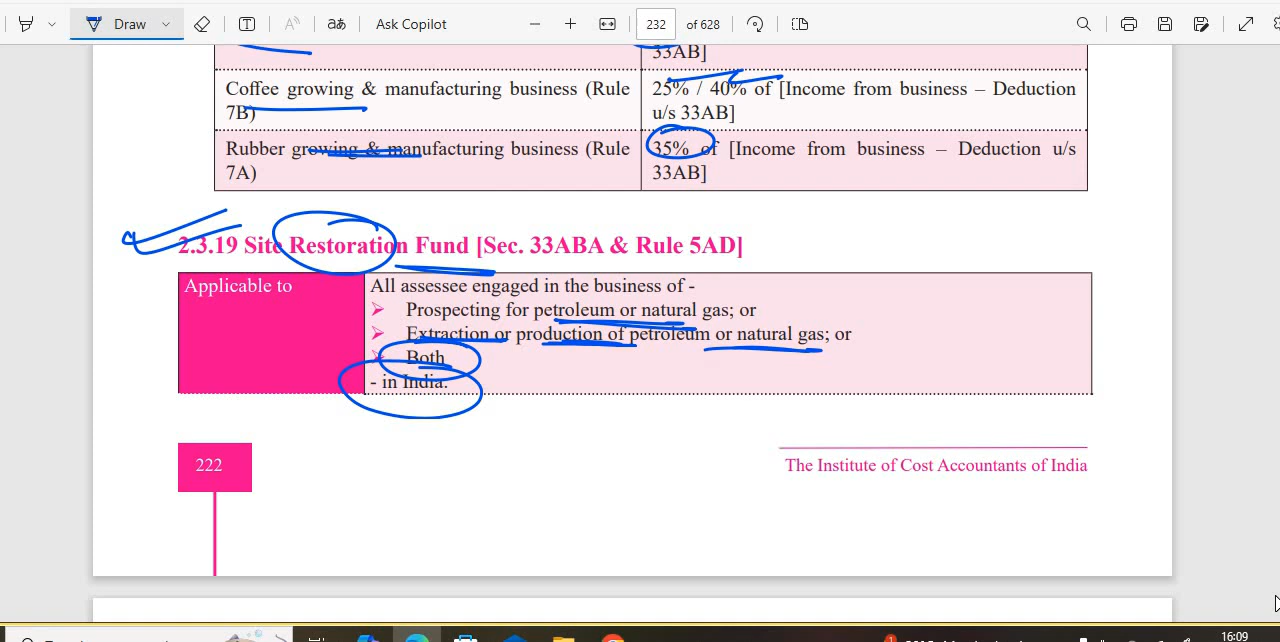 Draw
Ask Copilot
232 of 628
33AB]
Coffee growing & manufacturing business (Rule
7B)
25% / 40% of [Income from business – Deduction
u/s 33AB]
Rubber growing & manufacturing business (Rule
7A)
35% of [Income from business – Deduction u/s
33AB]
2.3.19 Site Restoration Fund [Sec. 33ABA & Rule 5AD]
Applicable to
All assessee engaged in the business of -
➢ Prospecting for petroleum or natural gas; or
➢ Extraction or production of petroleum or natural gas; or
➢ Both
- in India.
222
The Institute of Cost Accountants of India
16:09